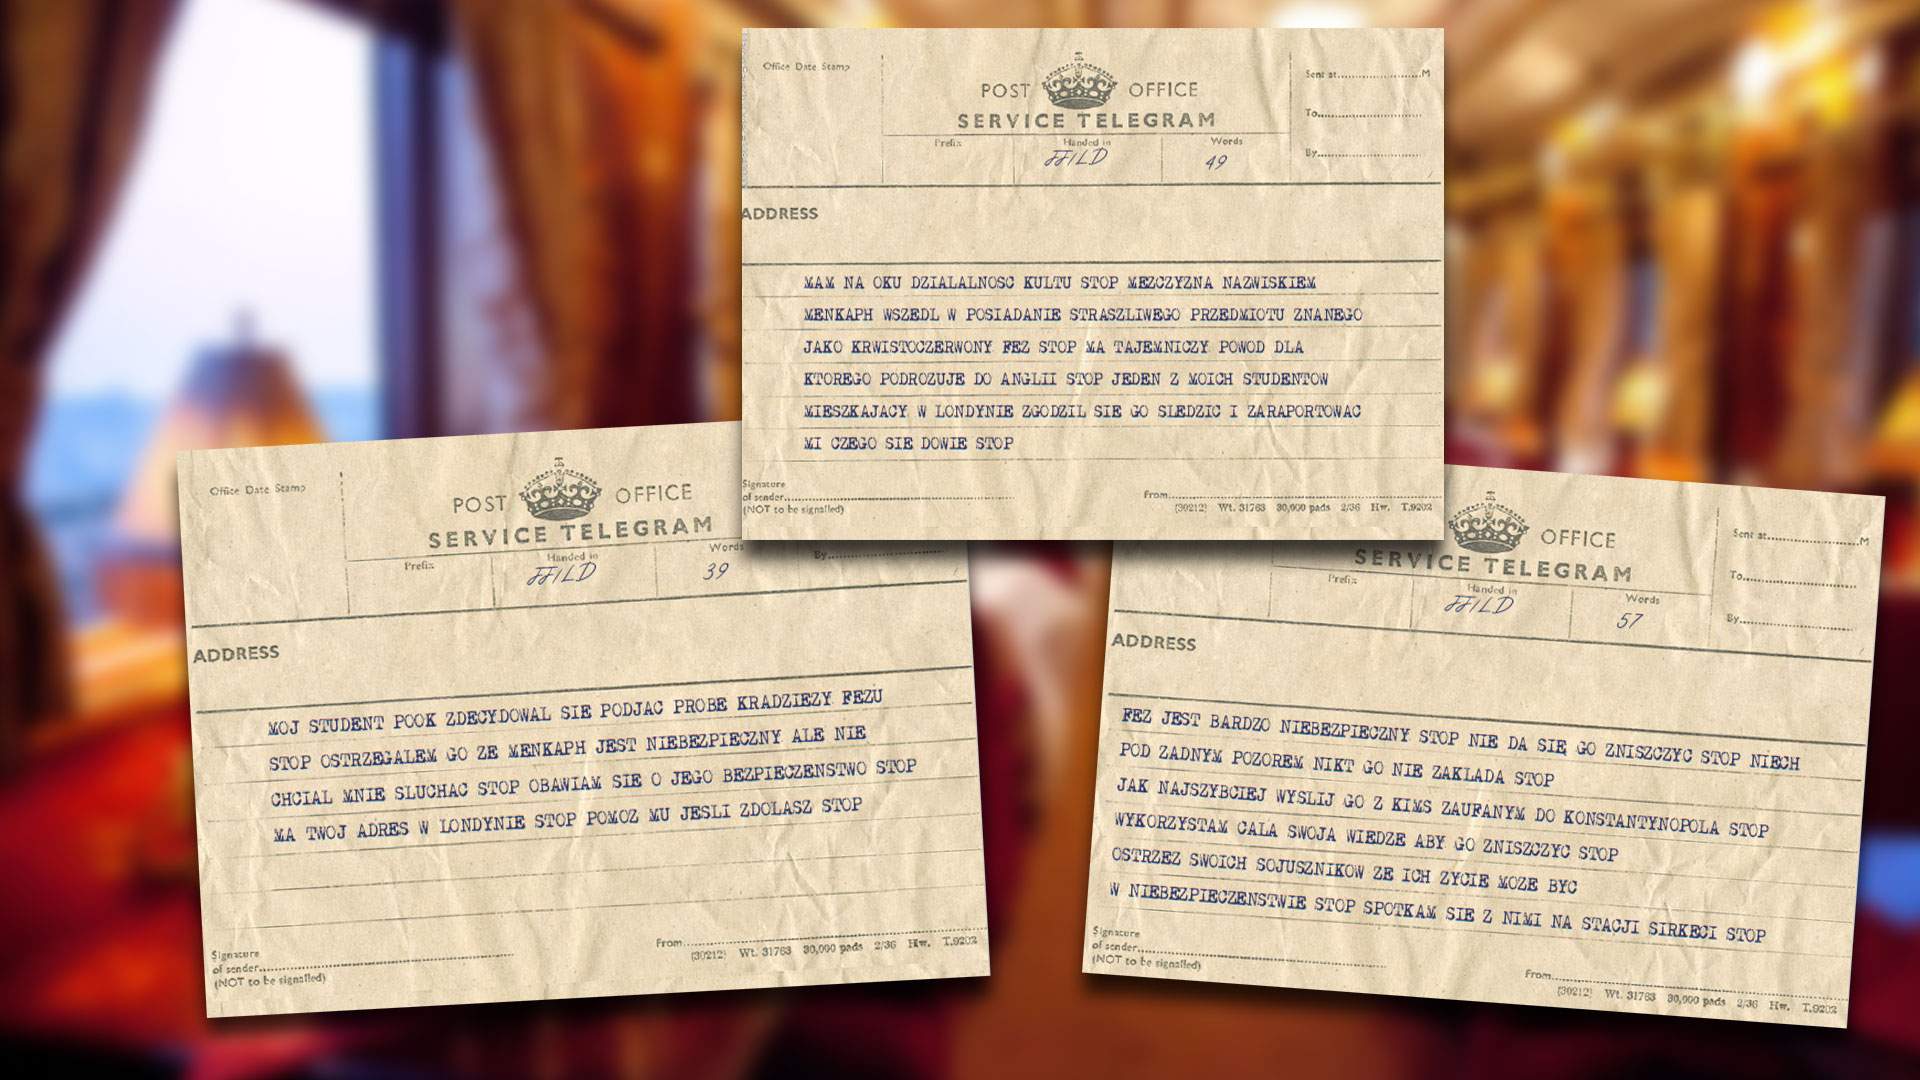 Office Date Stamp
POST OFFICE
SERVICE TELEGRAM
Prefix
Handed in
JJILD
Words
49
Sent at M
To
By
ADDRESS
MAM NA OKU DZIALALNOSC KULTU STOP MEZCZYZNA NAZWISKIEM
MENKAPH WSZEDL W POSIADANIE STRASZLIWEGO PRZEDMIOTU ZNANEGO
JAKO KRWISTOCZERWONY FEZ STOP MA TAJEMNICZY POWOD DLA
KTOREGO PODROZUJE DO ANGLII STOP JEDEN Z MOICH STUDENTOW
MIESZKAJACY W LONDYNIE ZGODZIL SIE GO SLEDZIC I ZARAPORTOWAC
MI CZEGO SIE DOWIE STOP
Signature
of sender
(NOT to be signalled)
From
(30212) Wt. 31763 30,000 pads 2/36 Hw. T.9202
Office Date Stamp
POST OFFICE
SERVICE TELEGRAM
Prefix
Handed in
JJILD
Words
39
By
ADDRESS
MOJ STUDENT POOK ZDECYDOWAL SIE PODJAC PROBE KRADZIEZY FEZU
STOP OSTRZEGALEM GO ZE MENKAPH JEST NIEBEZPIECZNY ALE NIE
CHCIAL MNIE SLUCHAC STOP OBAWIAM SIE O JEGO BEZPIECZENSTWO STOP
MA TWOJ ADRES W LONDYNIE STOP POMOZ MU JESLI ZDOLASZ STOP
Signature
of sender
(NOT to be signalled)
From
(30212) Wt. 31763 30,000 pads 2/36 Hw. T.9202
OFFICE
SERVICE TELEGRAM
Prefix
Handed in
JJILD
Words
57
Sent at M
To
By
ADDRESS
FEZ JEST BARDZO NIEBEZPIECZNY STOP NIE DA SIĘ GO ZNISZCZYC STOP NIECH
POD ZADNYM POZOREM NIKT GO NIE ZAKLADA STOP
JAK NAJSZYBCIEJ WYSLIJ GO Z KIMS ZAUFANYM DO KONSTANTYNOPOLA STOP
WYKORZYSTAM CALA SWOJA WIEDZE ABY GO ZNISZCZYC STOP
OSTRZEZ SWOICH SOJUSZNIKOW ZE ICH ZYCIE MOZE BYC
W NIEBEZPIECZENSTWIE STOP SPOTKAM SIE Z NIMI NA STACJI SIRKECI STOP
Signature
of sender
(NOT to be signalled)
From
(30212) Wt. 31763 30,000 pads 2/36 Hw. T.9202